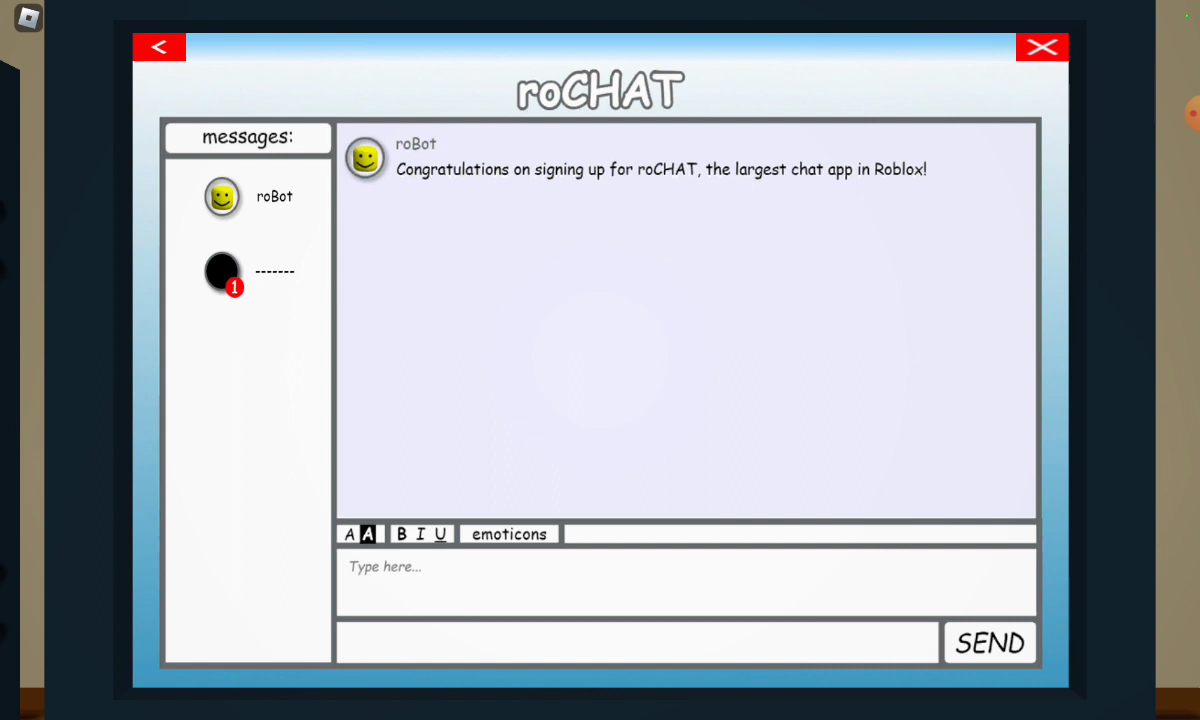 <
roCHAT
messages:
roBot
-------
1
roBot
Congratulations on signing up for roCHAT, the largest chat app in Roblox!
A A B I U emoticons
Type here...
SEND